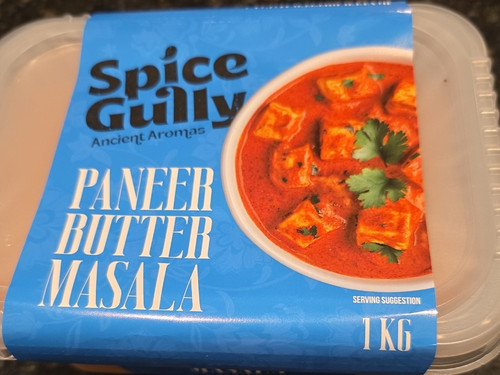 Spice
Gully
Ancient Aromas
PANEER
BUTTER
MASALA
SERVING SUGGESTION
1 KG